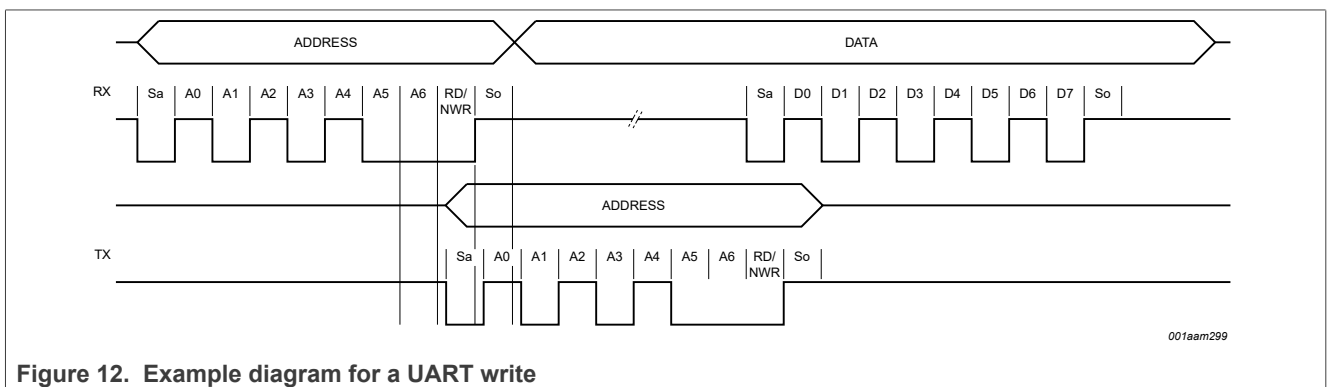 ADDRESS DATA
RX Sa A0 A1 A2 A3 A4 A5 A6 RD/ So Sa D0 D1 D2 D3 D4 D5 D6 D7 So
NWR
ADDRESS
TX Sa A0 A1 A2 A3 A4 A5 A6 RD/ So
NWR
001aam299
Figure 12. Example diagram for a UART write